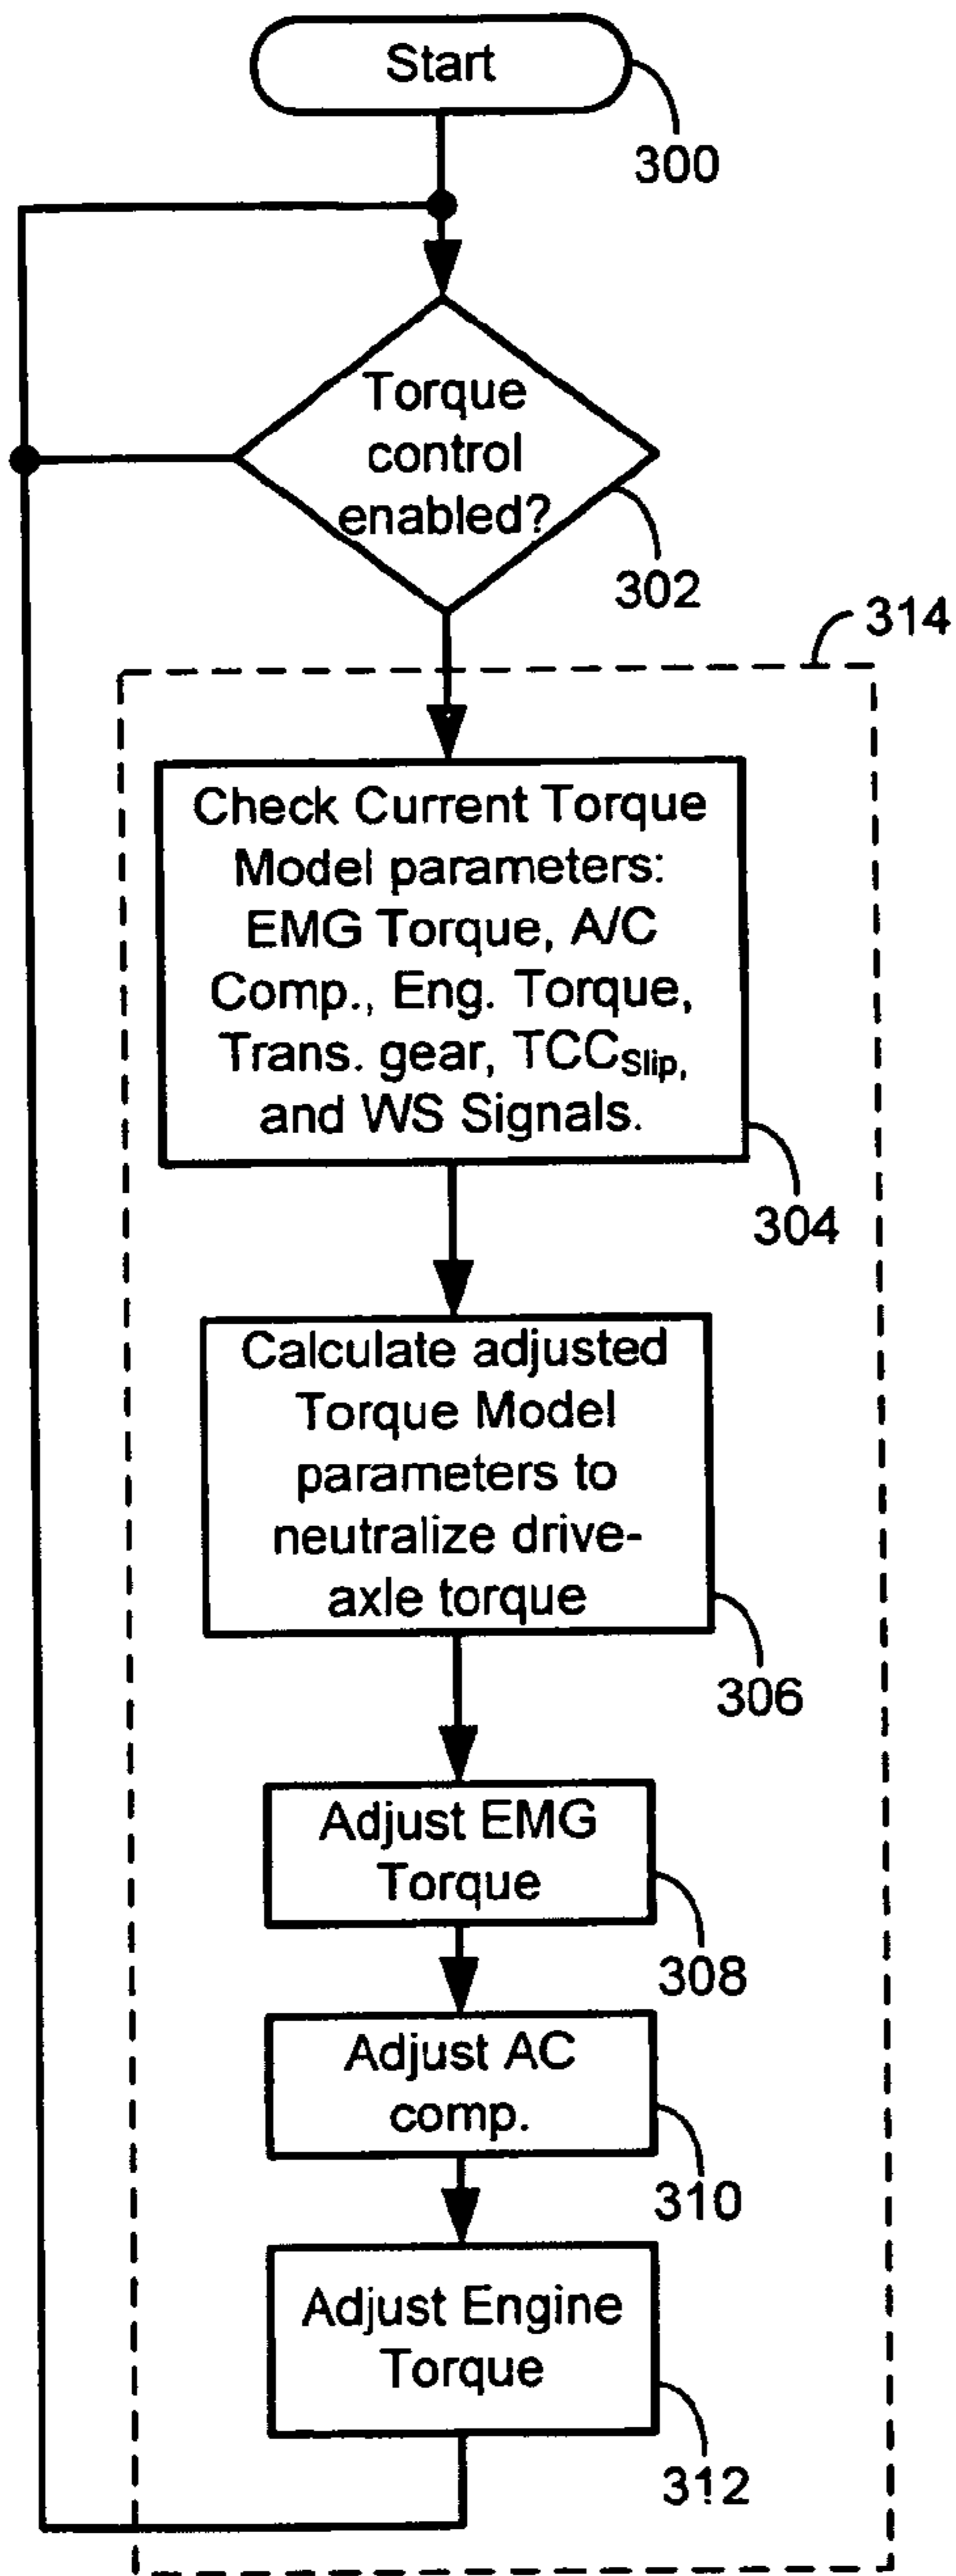 Start
300
Torque
control
enabled?
302
314
Check Current Torque
Model parameters:
EMG Torque, A/C
Comp., Eng. Torque,
Trans. gear, TCCSlip,
and WS Signals.
304
Calculate adjusted
Torque Model
parameters to
neutralize drive-
axle torque
306
Adjust EMG
Torque
308
Adjust AC
comp.
310
Adjust Engine
Torque
312